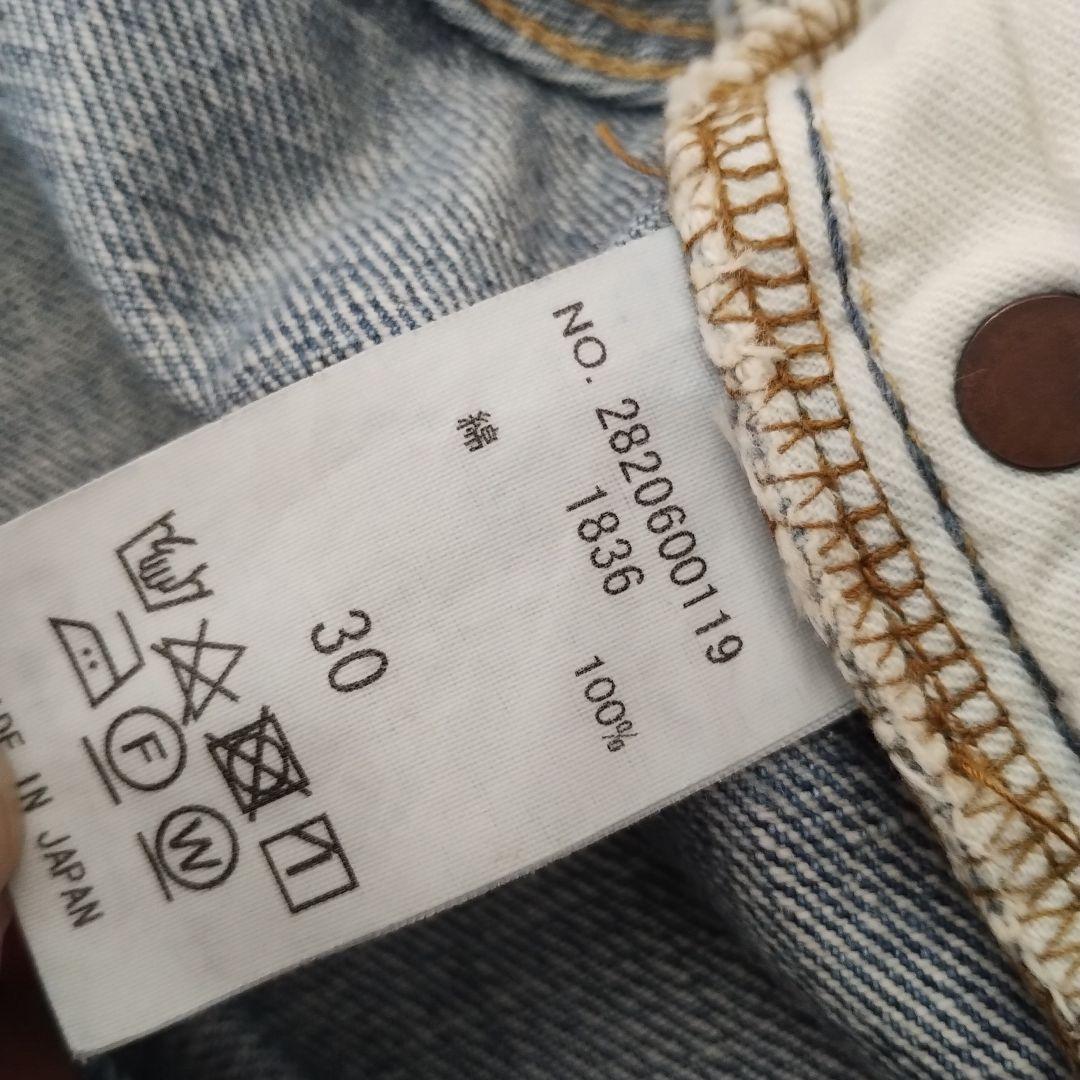 NO. 2820600119
1836
綿 100%
30
F
W
DE IN JAPAN